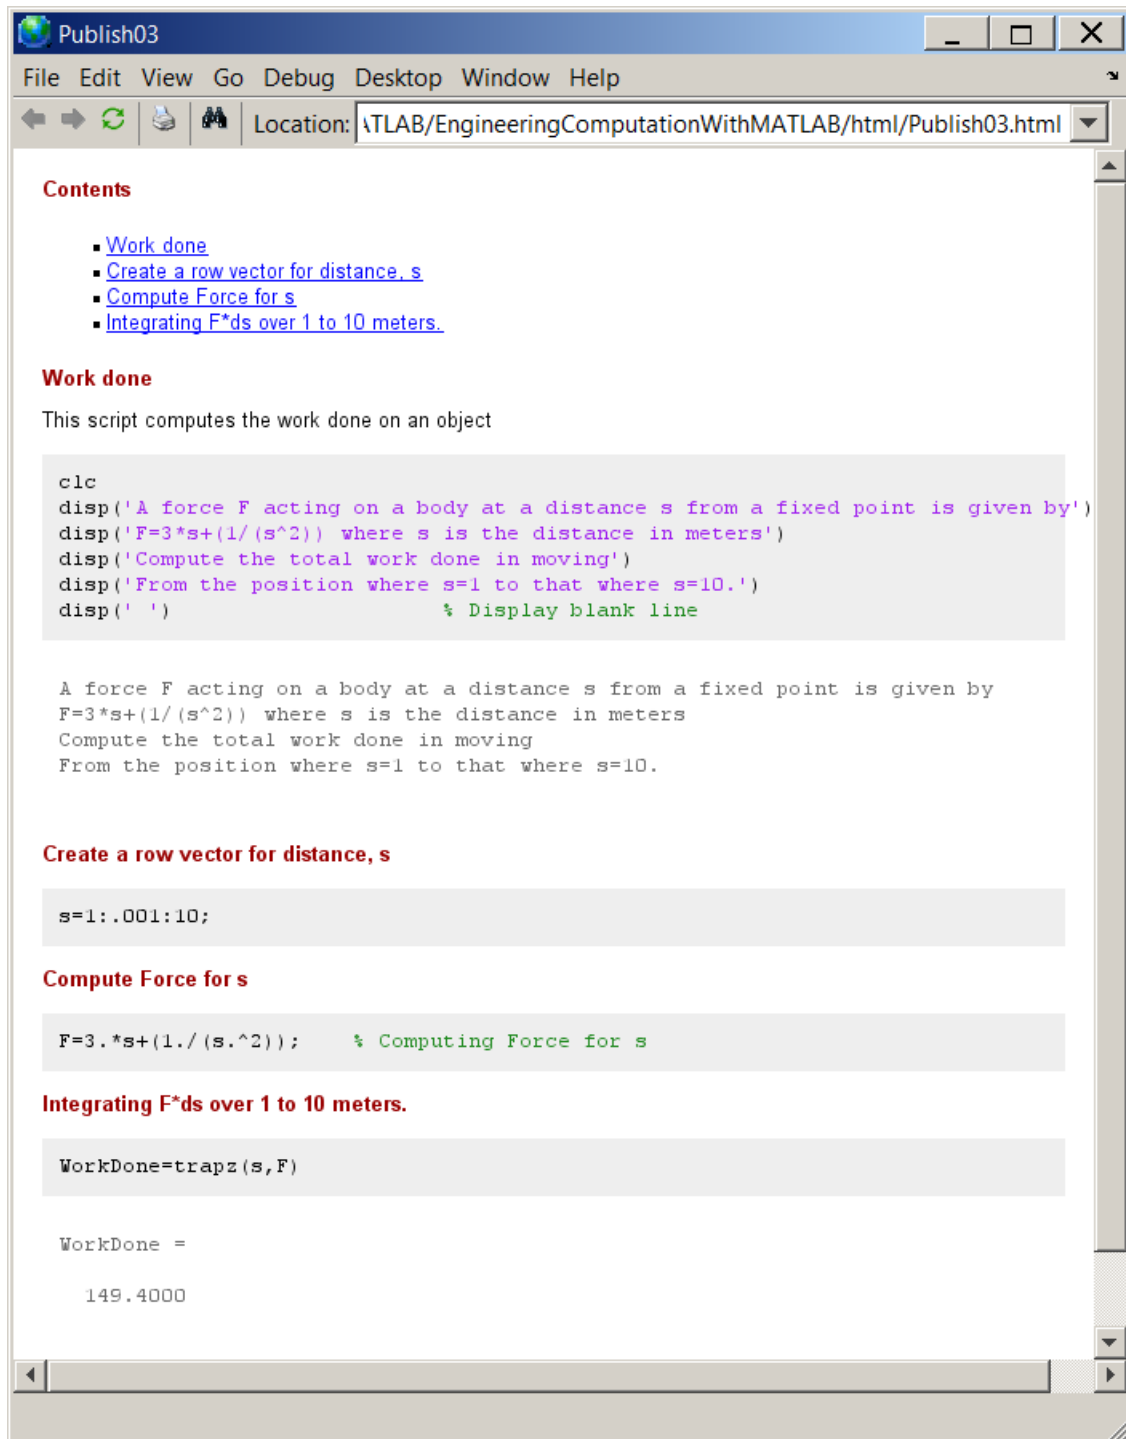 Publish03
File Edit View Go Debug Desktop Window Help
Location: ATLAB/EngineeringComputationWithMATLAB/html/Publish03.html
Contents
Work done
Create a row vector for distance, s
Compute Force for s
Integrating F*ds over 1 to 10 meters.
Work done
This script computes the work done on an object
clc
disp('A force F acting on a body at a distance s from a fixed point is given by')
disp('F=3*s+(1/(s^2)) where s is the distance in meters')
disp('Compute the total work done in moving')
disp('From the position where s=1 to that where s=10.')
disp(' ') % Display blank line
A force F acting on a body at a distance s from a fixed point is given by
F=3*s+(1/(s^2)) where s is the distance in meters
Compute the total work done in moving
From the position where s=1 to that where s=10.
Create a row vector for distance, s
s=1:.001:10;
Compute Force for s
F=3.*s+(1./(s.^2)); % Computing Force for s
Integrating F*ds over 1 to 10 meters.
WorkDone=trapz(s,F)
WorkDone =
149.4000